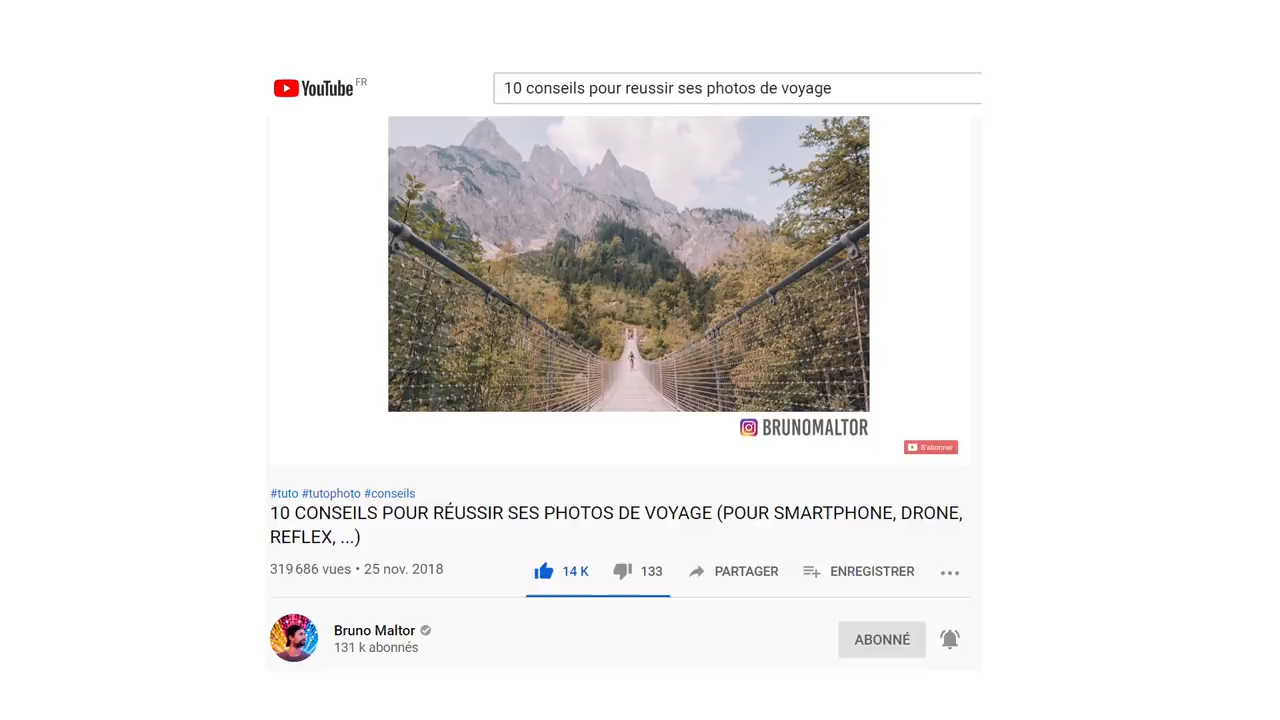 YouTube FR
10 conseils pour reussir ses photos de voyage
BRUNOMALTOR
S'abonner
#tuto #tutophoto #conseils
10 CONSEILS POUR RÉUSSIR SES PHOTOS DE VOYAGE (POUR SMARTPHONE, DRONE,
REFLEX, ...)
319 686 vues • 25 nov. 2018
14 K
133
PARTAGER
ENREGISTRER
Bruno Maltor
131 k abonnés
ABONNÉ